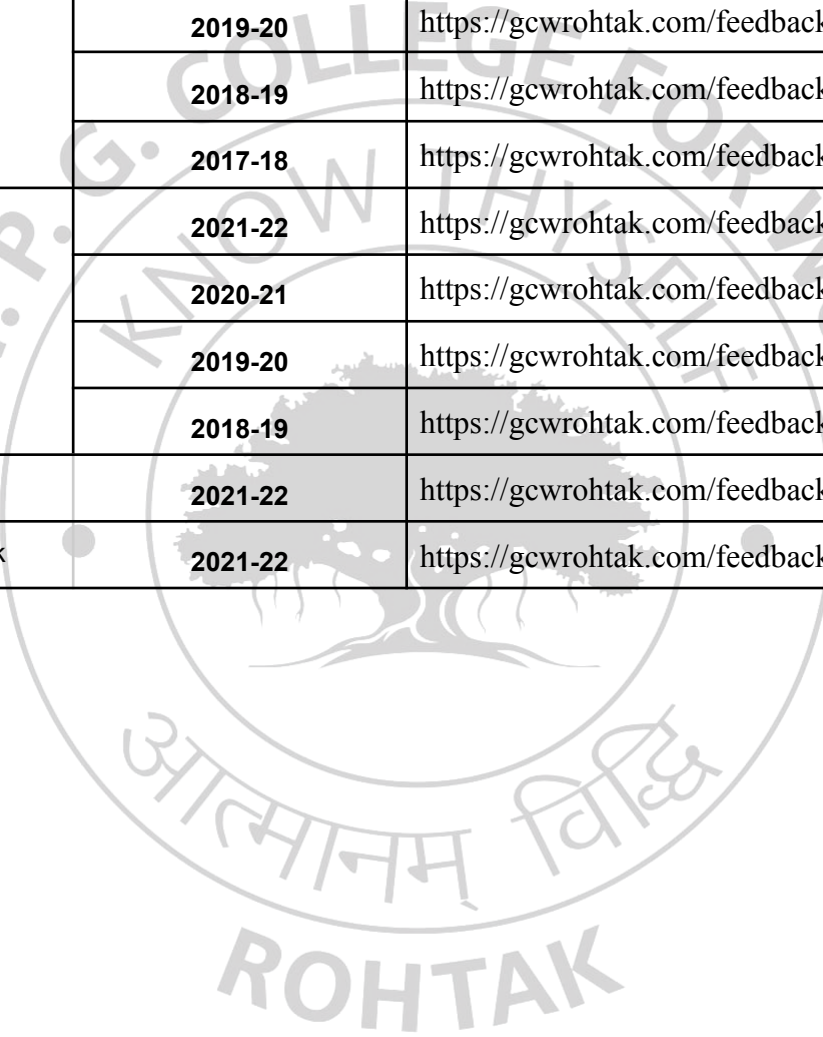 2019-20 https://gcwrohtak.com/feedback
2018-19 https://gcwrohtak.com/feedback
2017-18 https://gcwrohtak.com/feedback
2021-22 https://gcwrohtak.com/feedback
2020-21 https://gcwrohtak.com/feedback
2019-20 https://gcwrohtak.com/feedback
2018-19 https://gcwrohtak.com/feedback
2021-22 https://gcwrohtak.com/feedback
k 2021-22 https://gcwrohtak.com/feedback
P. G. COLLEGE FOR
KNOW THYSELF
आत्मानम् विद्धि
ROHTAK